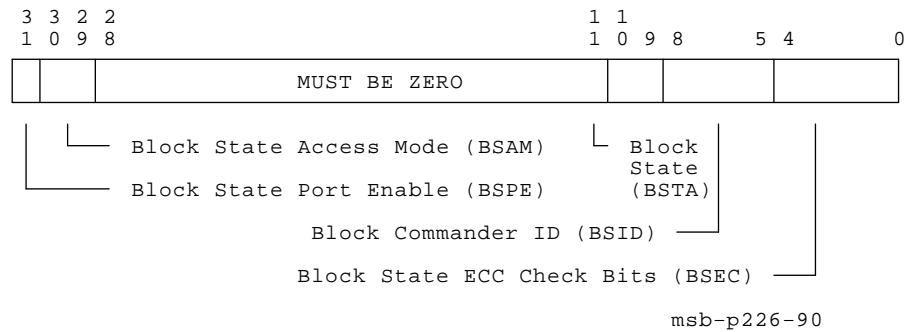 3 3 2 2 1 1
1 0 9 8 1 0 9 8 5 4 0
MUST BE ZERO
Block State Access Mode (BSAM)
Block State Port Enable (BSPE)
Block
State
(BSTA)
Block Commander ID (BSID)
Block State ECC Check Bits (BSEC)
msb-p226-90